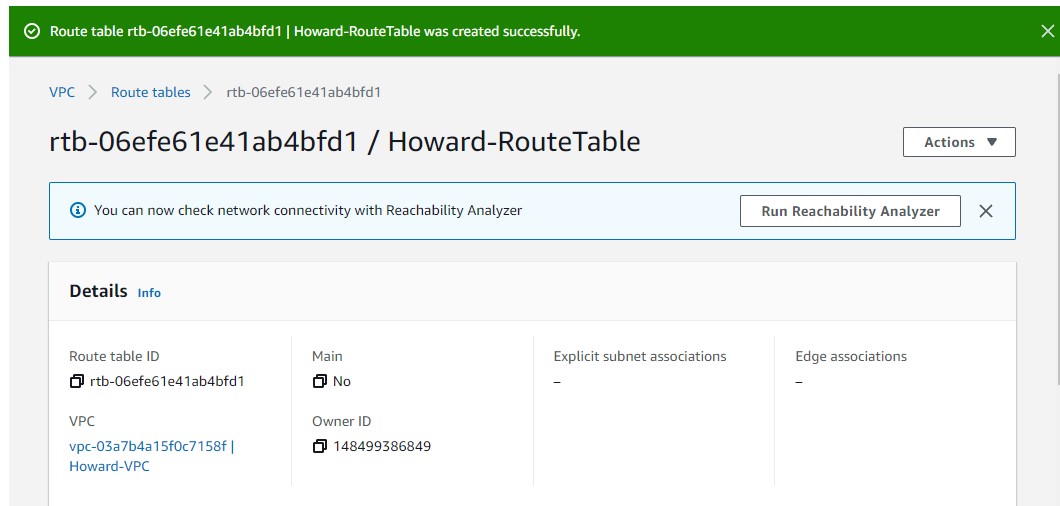 Route table rtb-06efe61e41ab4bfd1 | Howard-RouteTable was created successfully.
VPC > Route tables > rtb-06efe61e41ab4bfd1
rtb-06efe61e41ab4bfd1 / Howard-RouteTable
Actions
You can now check network connectivity with Reachability Analyzer
Run Reachability Analyzer
Details Info
Route table ID
rtb-06efe61e41ab4bfd1
Main
No
Explicit subnet associations
–
Edge associations
–
VPC
vpc-03a7b4a15f0c7158f |
Howard-VPC
Owner ID
148499386849